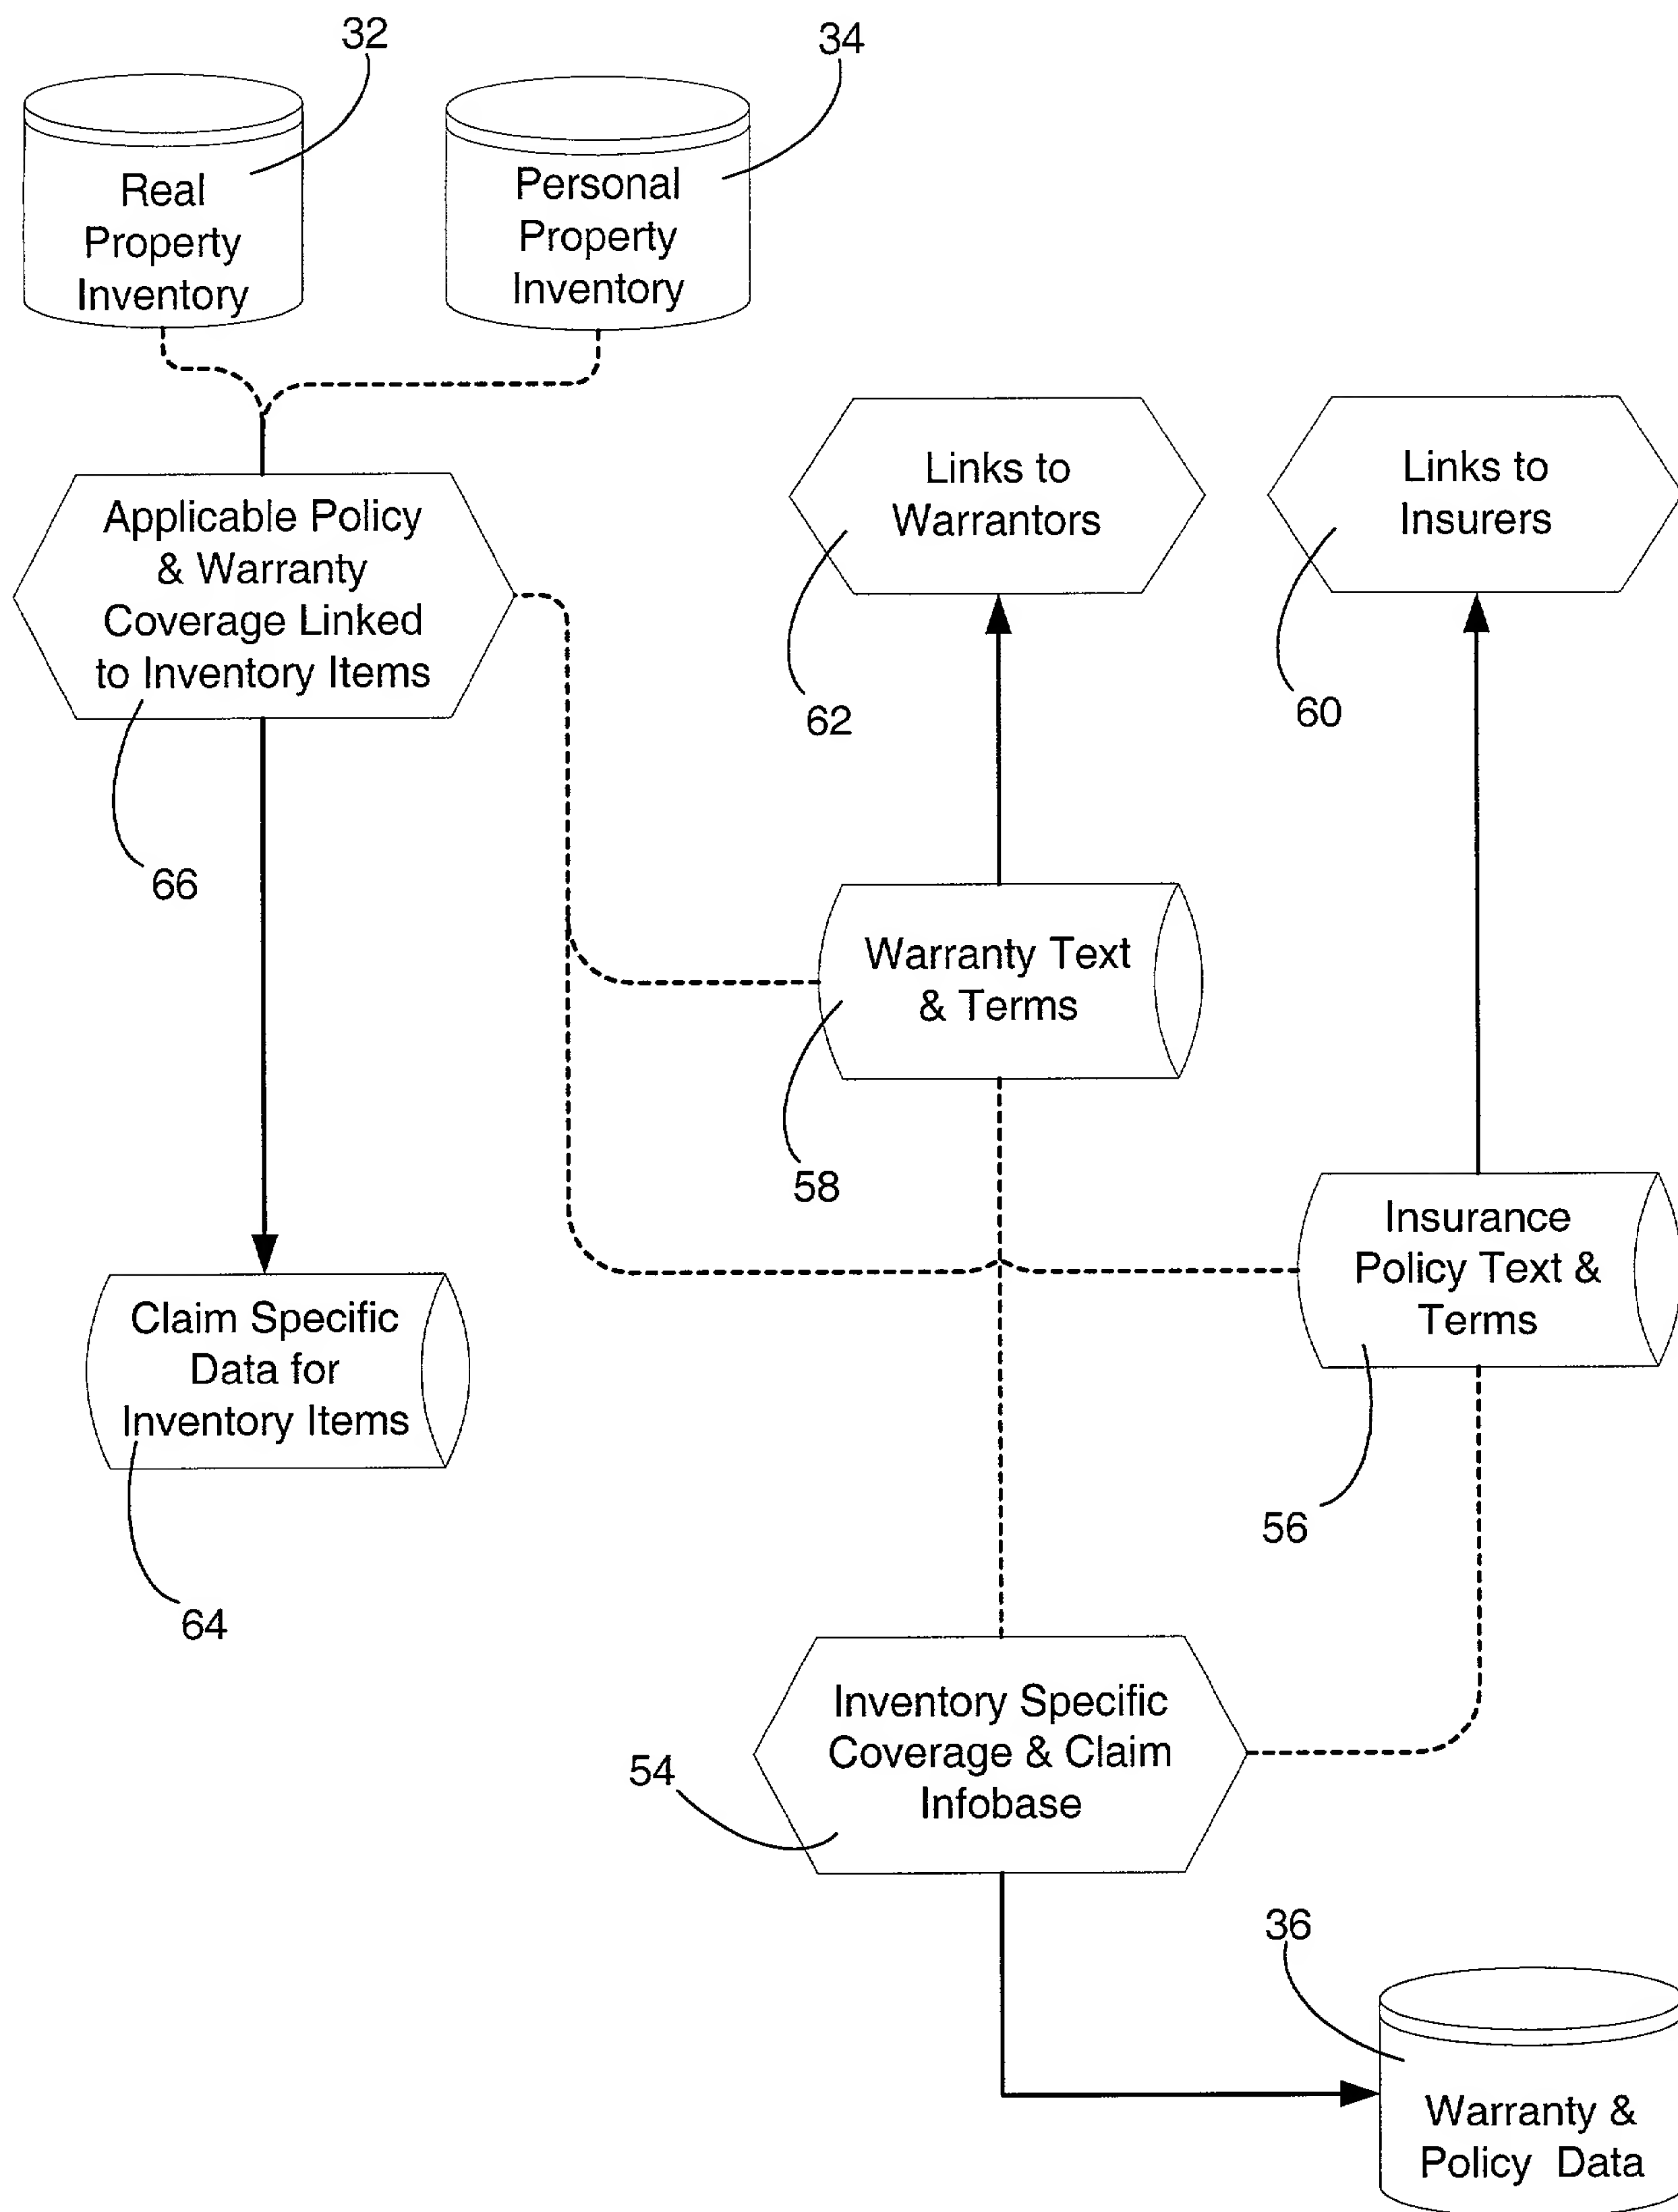 32
34
Real
Property
Inventory
Personal
Property
Inventory
Applicable Policy
& Warranty
Coverage Linked
to Inventory Items
Links to
Warrantors
Links to
Insurers
62
60
66
Warranty Text
& Terms
58
Insurance
Policy Text &
Terms
Claim Specific
Data for
Inventory Items
56
64
Inventory Specific
Coverage & Claim
Infobase
54
36
Warranty &
Policy Data